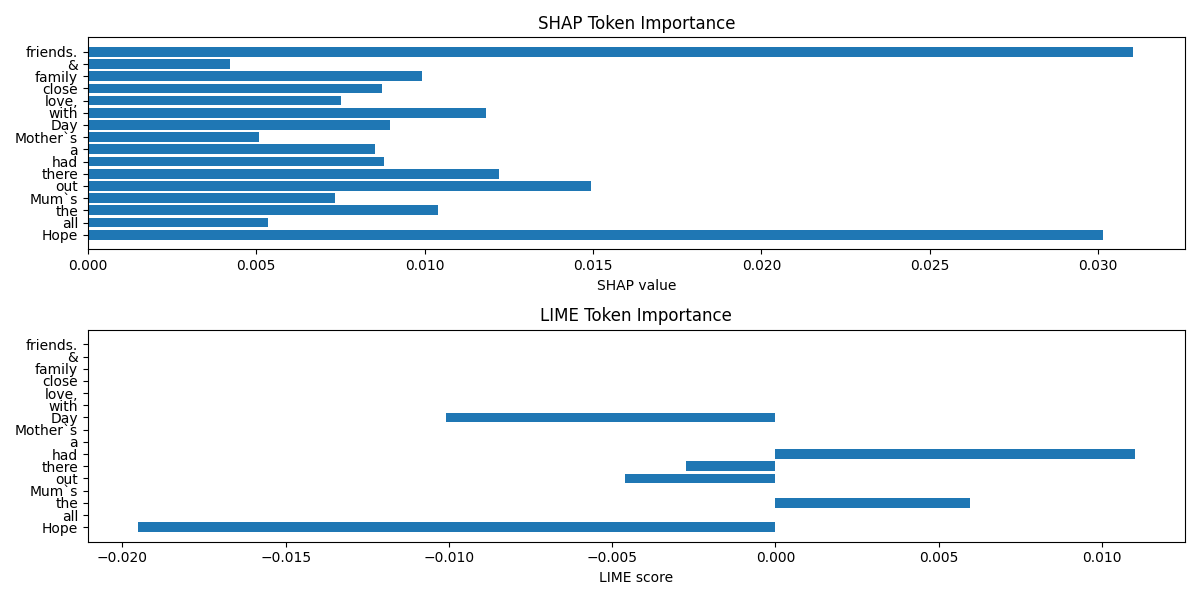 SHAP Token Importance
friends.
&
family
close
love,
with
Day
Mother`s
a
had
there
out
Mum`s
the
all
Hope
0.000 0.005 0.010 0.015 0.020 0.025 0.030
SHAP value
LIME Token Importance
friends.
&
family
close
love,
with
Day
Mother`s
a
had
there
out
Mum`s
the
all
Hope
−0.020 −0.015 −0.010 −0.005 0.000 0.005 0.010
LIME score